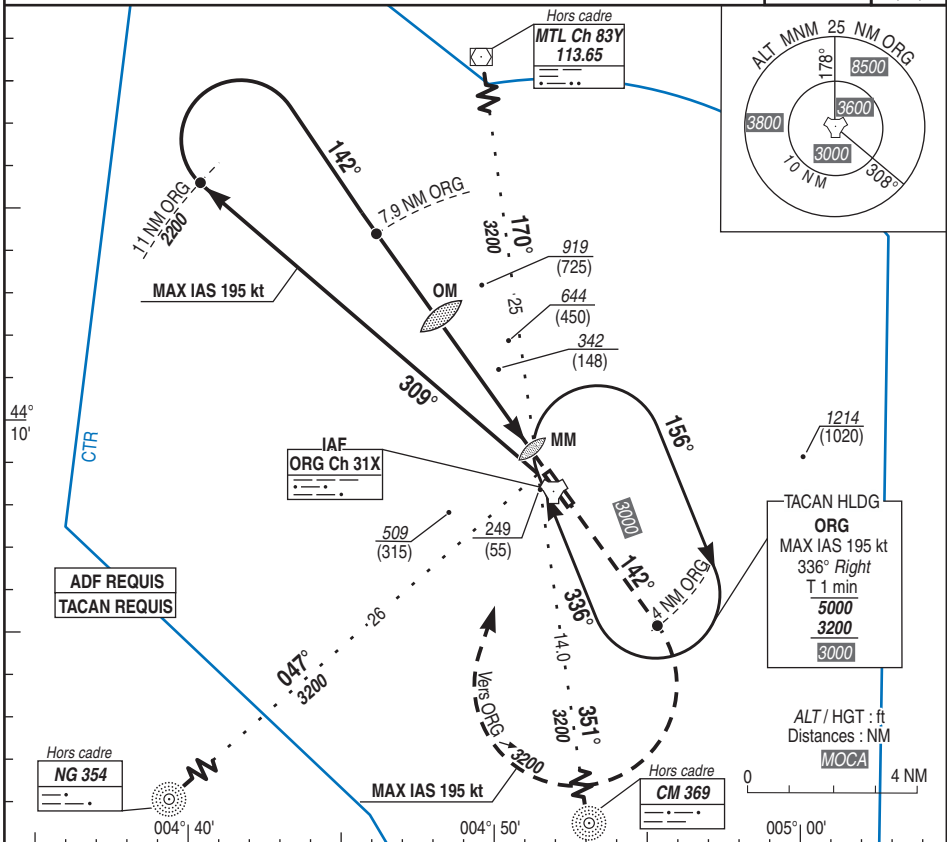 Hors cadre
MTL Ch 83Y
113.65
ALT MNM 25 NM ORG
178°
8500
3600
3800
3000
10 NM
308°
142°
7.9 NM ORG
11 NM ORG
2200
MAX IAS 195 kt
OM
170°
3200
25
919
(725)
644
(450)
342
(148)
309°
44°
10'
CTR
IAF
ORG Ch 31X
MM
156°
1214
(1020)
509
(315)
249
(55)
3000
142°
4 NM ORG
336°
TACAN HLDG
ORG
MAX IAS 195 kt
336° Right
T 1 min
5000
3200
3000
ADF REQUIS
TACAN REQUIS
26
047°
3200
14.0
351°
3200
Vers ORG
3200
MAX IAS 195 kt
ALT / HGT : ft
Distances : NM
MOCA
0 4 NM
Hors cadre
NG 354
Hors cadre
CM 369
004° 40'
004° 50'
005° 00'